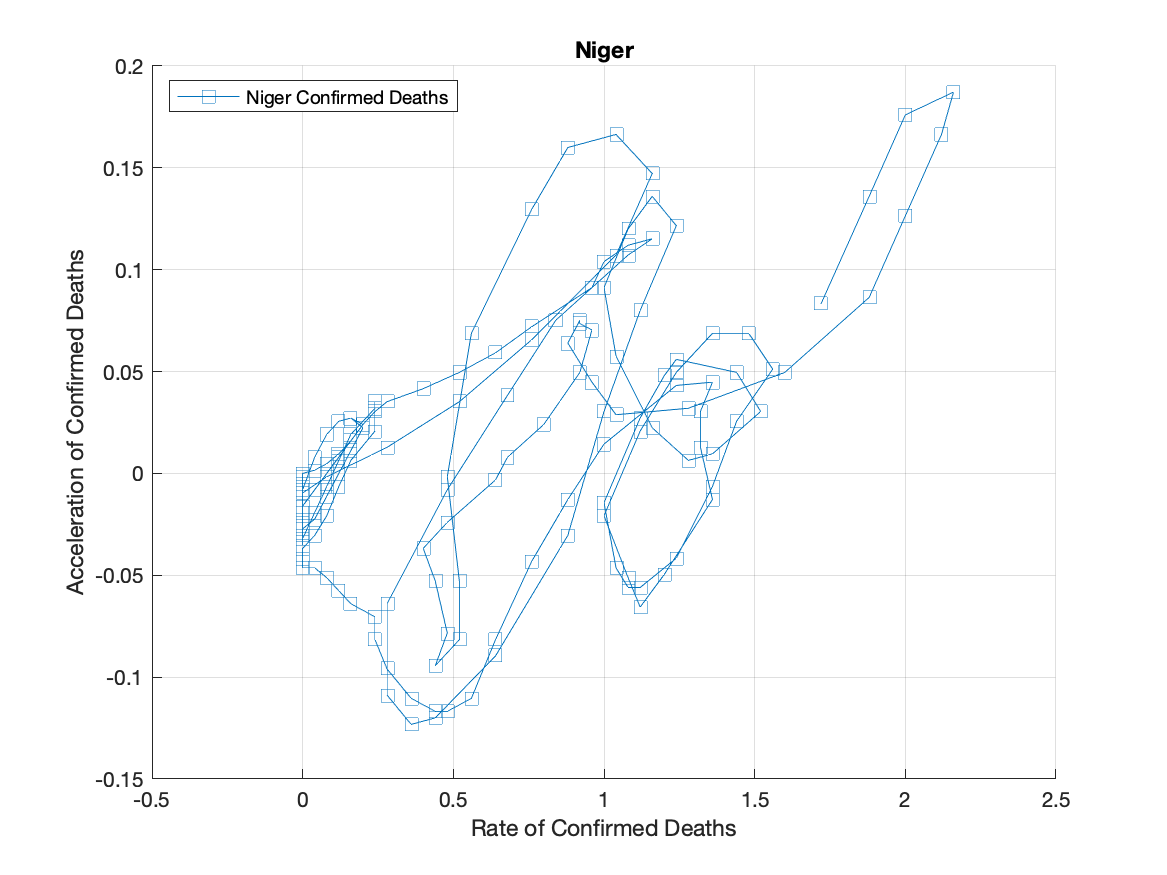 Niger
Niger Confirmed Deaths
0.2
0.15
0.1
0.05
0
-0.05
-0.1
-0.15
Acceleration of Confirmed Deaths
-0.5 0 0.5 1 1.5 2 2.5
Rate of Confirmed Deaths